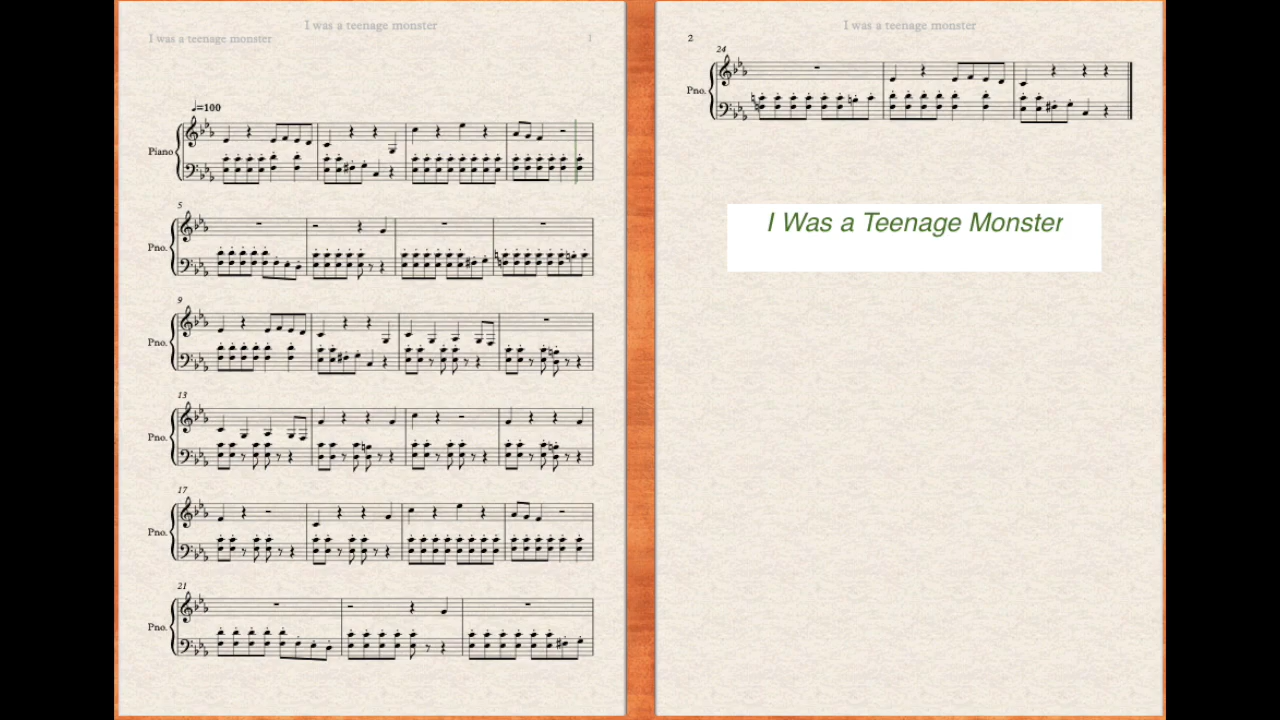 I was a teenage monster
I was a teenage monster
1
♩=100
Piano
5
Pno.
9
Pno.
13
Pno.
17
Pno.
21
Pno.
I was a teenage monster
2
24
Pno.
I Was a Teenage Monster